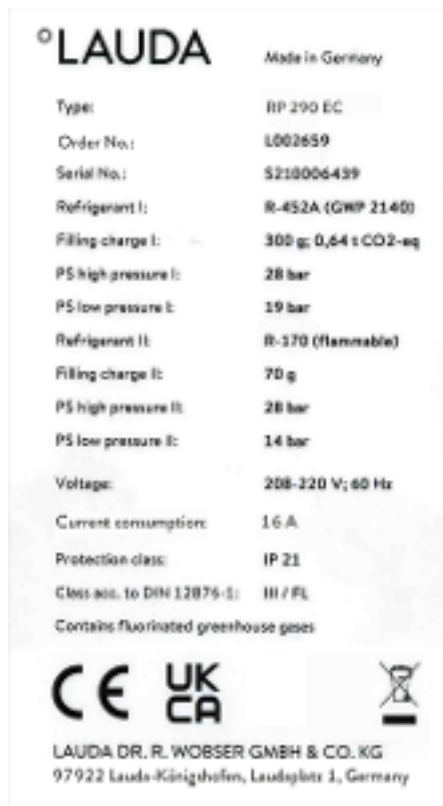 °LAUDA
Made in Germany
Type: RP 290 EC
Order No.: L002659
Serial No.: S210006439
Refrigerant I: R-452A (GWP 2140)
Filling charge I: 300 g; 0,64 t CO2-eq
PS high pressure I: 28 bar
PS low pressure I: 19 bar
Refrigerant II: R-170 (flammable)
Filling charge II: 70 g
PS high pressure II: 28 bar
PS low pressure II: 14 bar
Voltage: 208-220 V; 60 Hz
Current consumption: 16 A
Protection class: IP 21
Class acc. to DIN 12876-1: III / FL
Contains fluorinated greenhouse gases
CE UK
CA
LAUDA DR. R. WOBSER GMBH & CO. KG
97922 Lauda-Königshofen, Laudaplatz 1, Germany